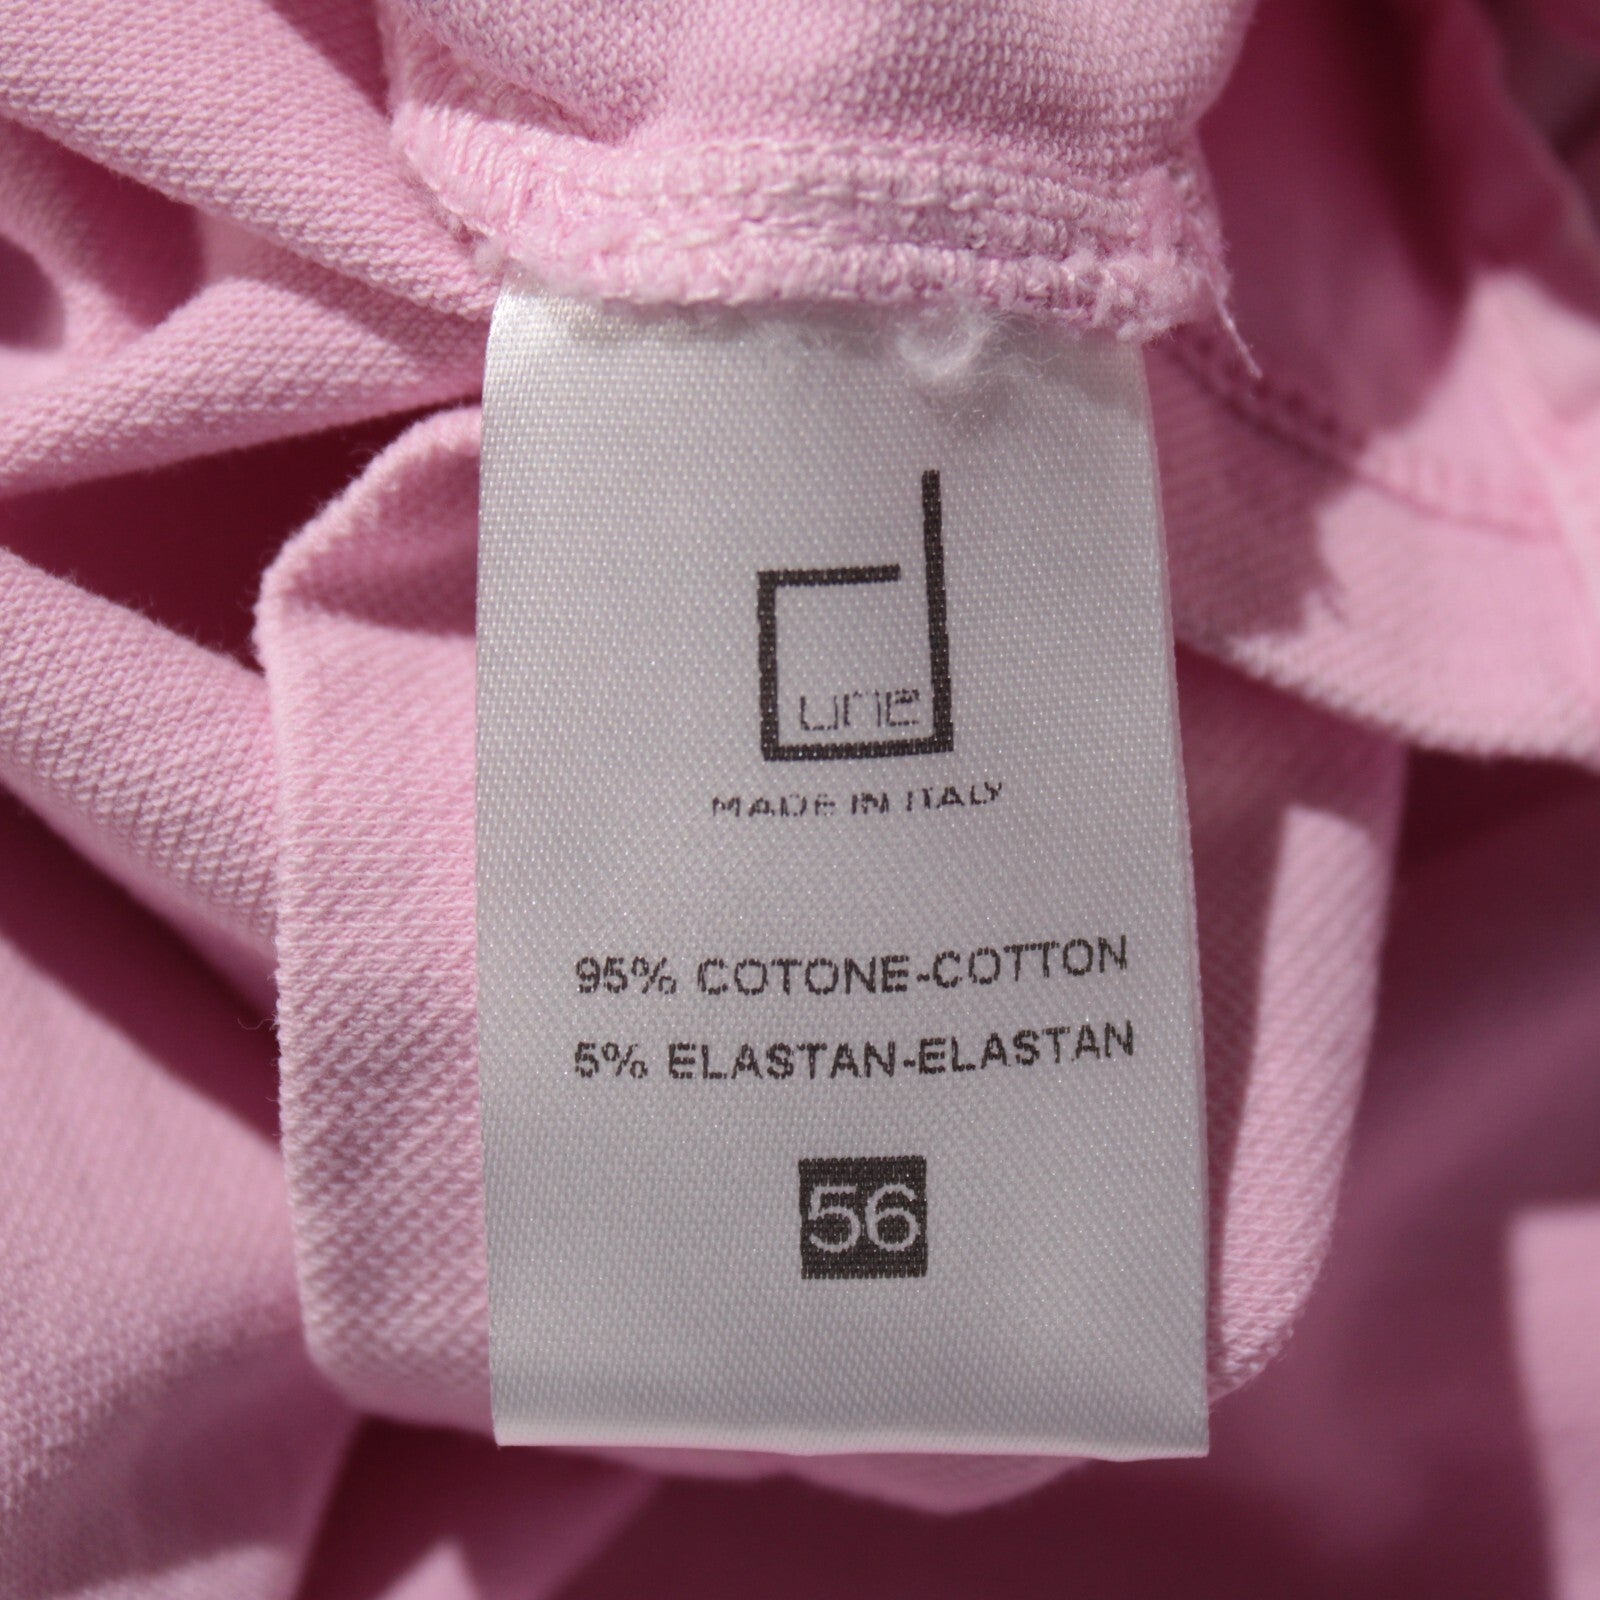 d
une
MADE IN ITALY
95% COTONE-COTTON
5% ELASTAN-ELASTAN
56